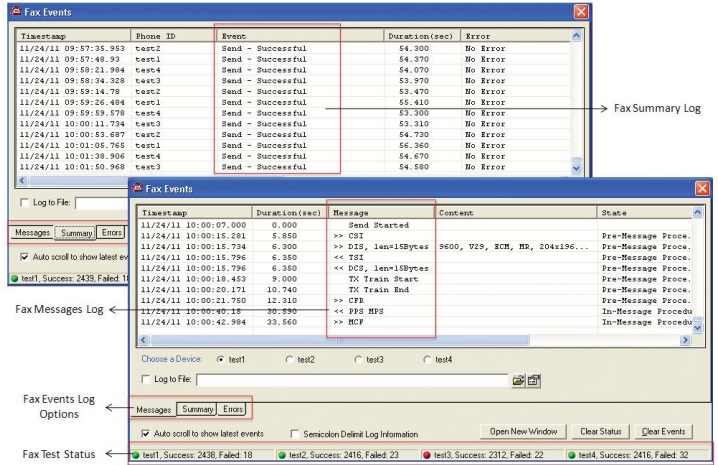 Fax Events
Timestamp Phone ID Event Duration(sec) Error
11/24/11 09:57:35.953 test2 Send - Successful 54.300 No Error
11/24/11 09:57:48.93 test1 Send - Successful 54.370 No Error
11/24/11 09:58:21.984 test4 Send - Successful 54.070 No Error
11/24/11 09:58:34.328 test3 Send - Successful 53.970 No Error
11/24/11 09:59:14.78 test2 Send - Successful 53.470 No Error
11/24/11 09:59:26.484 test1 Send - Successful 55.410 No Error
11/24/11 09:59:59.578 test4 Send - Successful 53.300 No Error
11/24/11 10:00:11.734 test3 Send - Successful 53.310 No Error
11/24/11 10:00:53.687 test2 Send - Successful 54.730 No Error
11/24/11 10:01:05.765 test1 Send - Successful 56.360 No Error
11/24/11 10:01:38.906 test4 Send - Successful 54.670 No Error
11/24/11 10:01:50.968 test3 Send - Successful 54.580 No Error
Fax Summary Log
Log to File:
Messages Summary Errors
Auto scroll to show latest ev
test1, Success: 2439, Failed: 18
Fax Events
Timestamp Duration(sec) Message Content State
11/24/11 10:00:07.000 0.000 Send Started
11/24/11 10:00:15.281 5.850 >> CSI Pre-Message Proce.
11/24/11 10:00:15.734 6.300 >> DIS, len=15Bytes 9600, V29, ECM, MR, 204x196... Pre-Message Proce.
11/24/11 10:00:15.796 6.350 << TSI Pre-Message Proce.
11/24/11 10:00:15.796 6.350 << DCS, len=15Bytes Pre-Message Proce.
11/24/11 10:00:18.453 9.000 TX Train Start Pre-Message Proce.
11/24/11 10:00:20.171 10.740 TX Train End Pre-Message Proce.
11/24/11 10:00:21.750 12.310 >> CFR Pre-Message Proce.
11/24/11 10:00:40.15 30.590 << PPS MPS In-Message Procedu
11/24/11 10:00:42.984 33.560 >> MCF In-Message Procedu
Fax Messages Log
Choose a Device: test1 test2 test3 test4
Log to File:
Fax Events Log Options
Messages Summary Errors
Auto scroll to show latest events Semicolon Delimit Log Information Open New Window Clear Status Clear Events
Fax Test Status
test1, Success: 2438, Failed: 18 test2, Success: 2416, Failed: 23 test3, Success: 2312, Failed: 22 test4, Success: 2416, Failed: 32